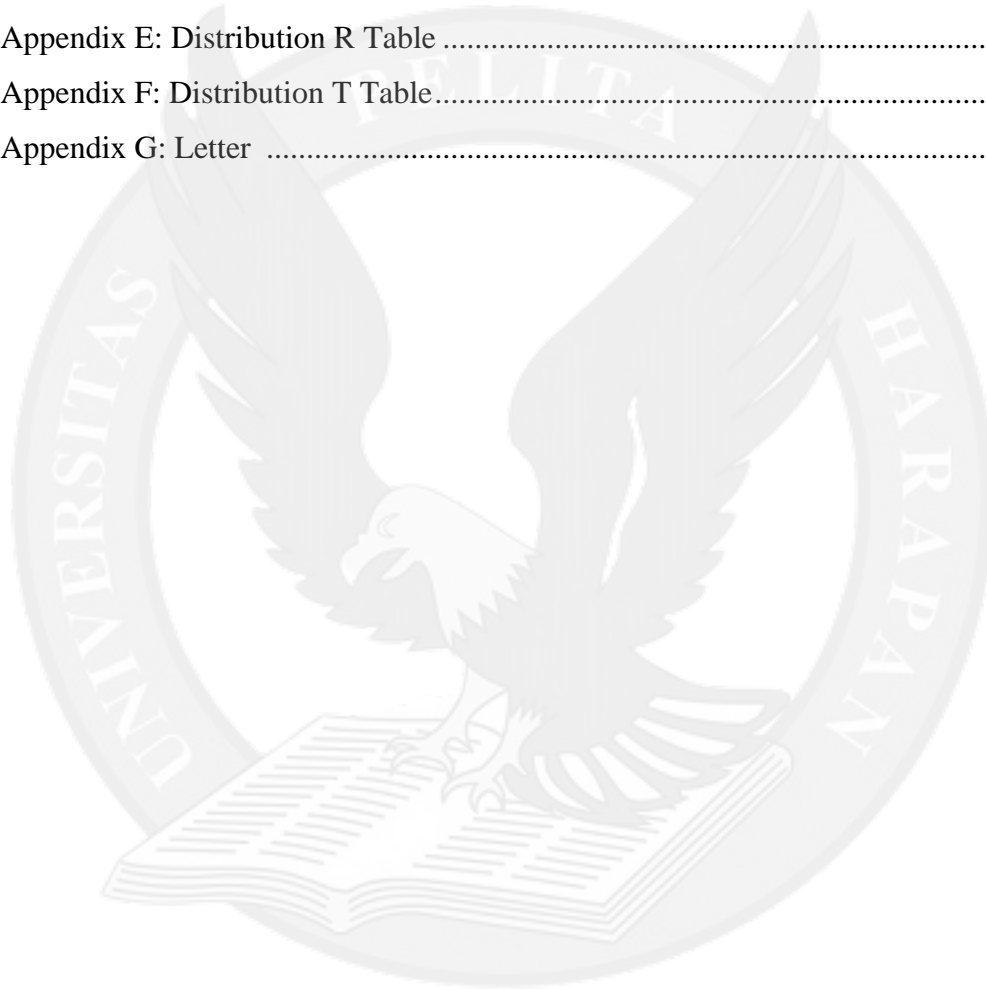 Appendix E: Distribution R Table ........................................................................................
Appendix F: Distribution T Table ........................................................................................
Appendix G: Letter ........................................................................................
UNIVERSITAS PELITA HARAPAN